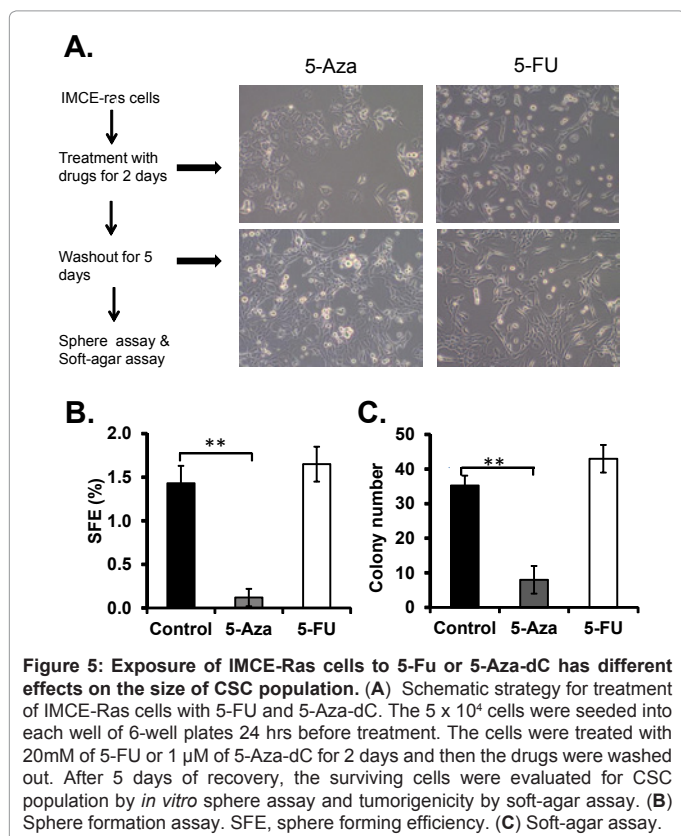 A.
5-Aza 5-FU
IMCE-ras cells
Treatment with
drugs for 2 days
Washout for 5
days
Sphere assay &
Soft-agar assay
B.
**
2.0
1.5
1.0
0.5
0.0
SFE (%)
Control 5-Aza 5-FU
C.
**
50
40
30
20
10
0
Colony number
Control 5-Aza 5-FU
Figure 5: Exposure of IMCE-Ras cells to 5-Fu or 5-Aza-dC has different
effects on the size of CSC population. (A) Schematic strategy for treatment
of IMCE-Ras cells with 5-FU and 5-Aza-dC. The 5 x 10⁴ cells were seeded into
each well of 6-well plates 24 hrs before treatment. The cells were treated with
20mM of 5-FU or 1 µM of 5-Aza-dC for 2 days and then the drugs were washed
out. After 5 days of recovery, the surviving cells were evaluated for CSC
population by in vitro sphere assay and tumorigenicity by soft-agar assay. (B)
Sphere formation assay. SFE, sphere forming efficiency. (C) Soft-agar assay.